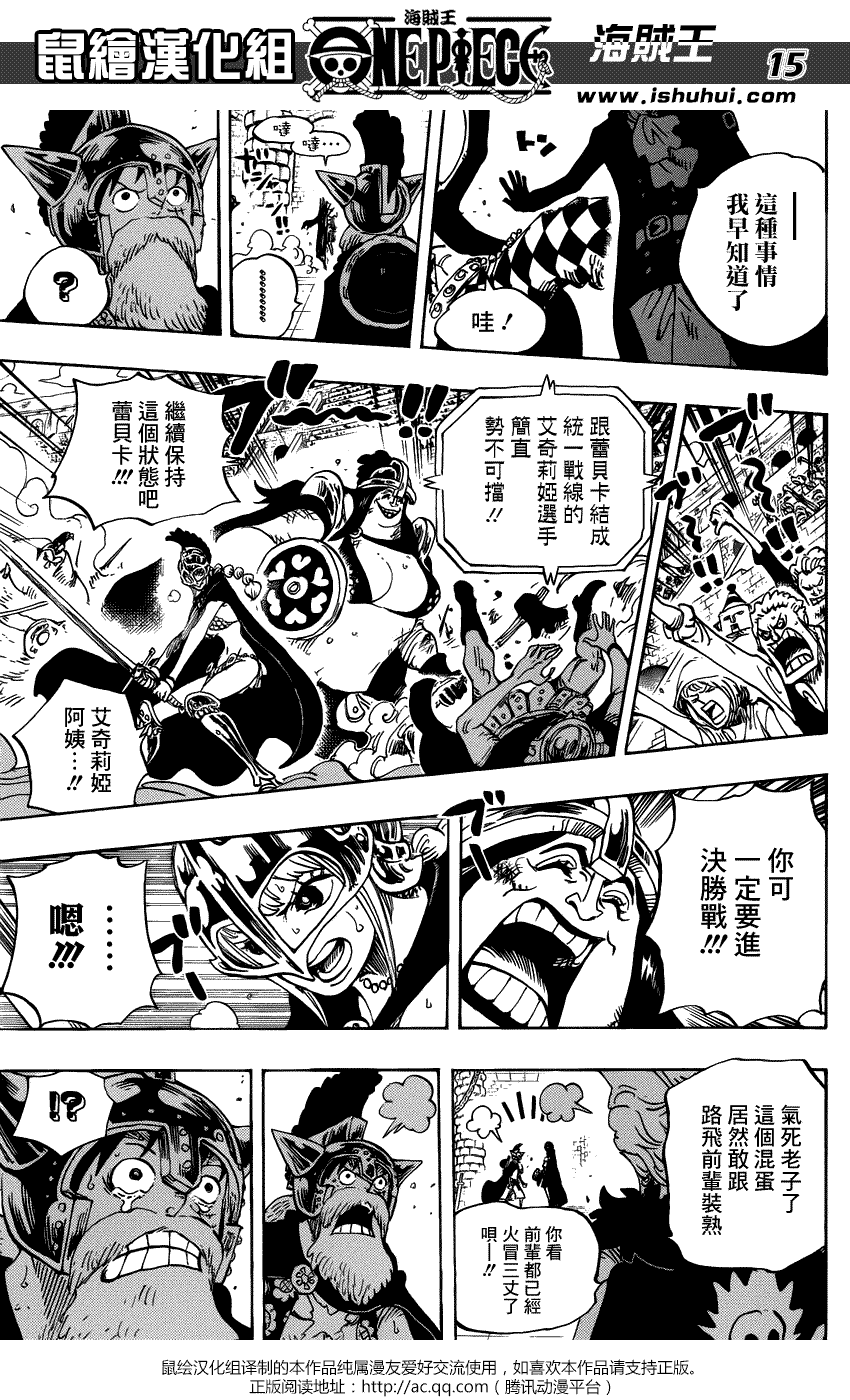 鼠繪漢化組
海賊王
ONE PIECE
海賊王
www.ishuhui.com
15
──
這種事情
我早知道了
哇！
噠…
噠
…………
？
跟蕾貝卡結成
統一戰線的
艾奇莉婭選手
簡直
勢不可擋!!
繼續保持
這個狀態吧
蕾貝卡!!!
艾奇莉婭
阿姨…!!
你可
一定要進
決勝戰!!!
……
嗯!!!
氣死老子了
這個混蛋
居然敢跟
路飛前輩裝熟
你看
前輩都已經
火冒三丈了
唄─!!
!?
鼠绘汉化组译制的本作品纯属漫友爱好交流使用，如喜欢本作品请支持正版。
正版阅读地址：http://ac.qq.com（腾讯动漫平台）